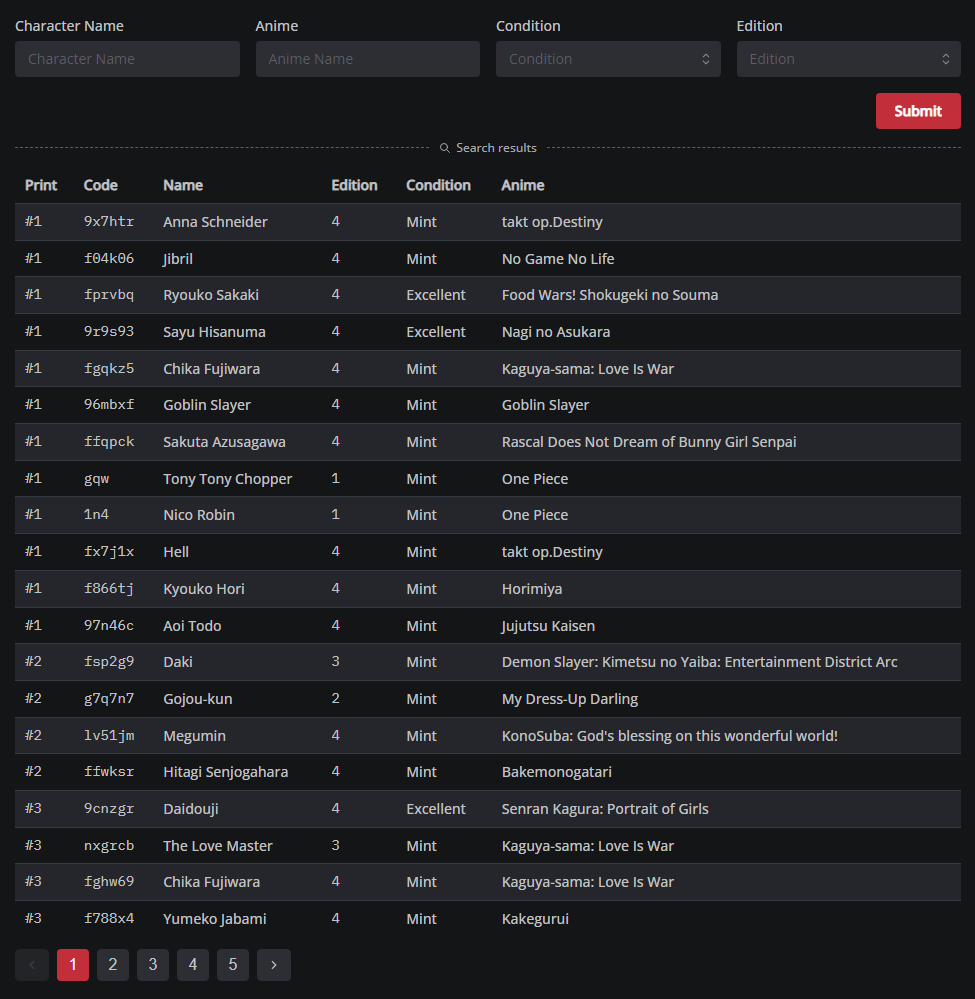 Character Name Anime Condition Edition
Character Name Anime Name Condition Edition
Submit
Search results
Print Code Name Edition Condition Anime
#1 9x7htr Anna Schneider 4 Mint takt op.Destiny
#1 f04k06 Jibril 4 Mint No Game No Life
#1 fprvbq Ryouko Sakaki 4 Excellent Food Wars! Shokugeki no Souma
#1 9r9s93 Sayu Hisanuma 4 Excellent Nagi no Asukara
#1 fgqkz5 Chika Fujiwara 4 Mint Kaguya-sama: Love Is War
#1 96mbxf Goblin Slayer 4 Mint Goblin Slayer
#1 ffqpck Sakuta Azusagawa 4 Mint Rascal Does Not Dream of Bunny Girl Senpai
#1 gqw Tony Tony Chopper 1 Mint One Piece
#1 1n4 Nico Robin 1 Mint One Piece
#1 fx7j1x Hell 4 Mint takt op.Destiny
#1 f866tj Kyouko Hori 4 Mint Horimiya
#1 97n46c Aoi Todo 4 Mint Jujutsu Kaisen
#2 fsp2g9 Daki 3 Mint Demon Slayer: Kimetsu no Yaiba: Entertainment District Arc
#2 g7q7n7 Gojou-kun 2 Mint My Dress-Up Darling
#2 lv51jm Megumin 4 Mint KonoSuba: God's blessing on this wonderful world!
#2 ffwksr Hitagi Senjogahara 4 Mint Bakemonogatari
#3 9cnzgr Daidouji 4 Excellent Senran Kagura: Portrait of Girls
#3 nxgrcb The Love Master 3 Mint Kaguya-sama: Love Is War
#3 fghw69 Chika Fujiwara 4 Mint Kaguya-sama: Love Is War
#3 f788x4 Yumeko Jabami 4 Mint Kakegurui
‹ 1 2 3 4 5 ›